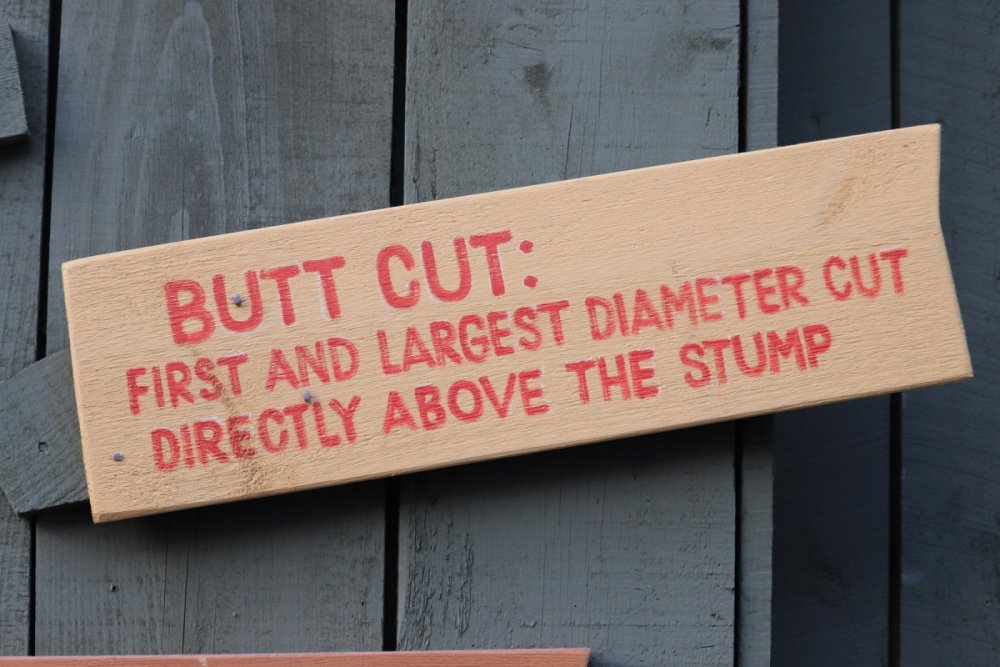 BUTT CUT:
FIRST AND LARGEST DIAMETER CUT
DIRECTLY ABOVE THE STUMP